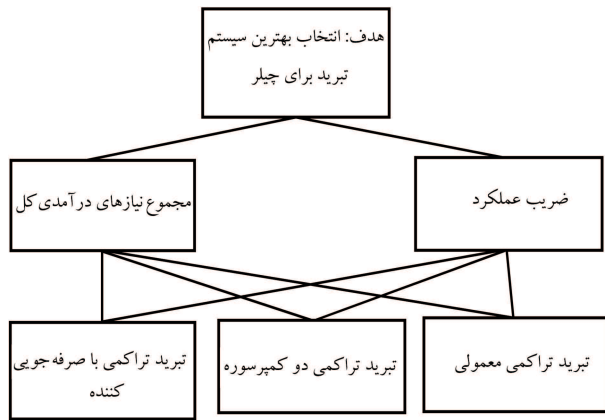 هدف: انتخاب بهترین سیستم
تبرید برای چیلر
ضریب عملکرد
مجموع نیازهای درآمدی کل
تبرید تراکمی معمولی
تبرید تراکمی دو کمپرسوره
تبرید تراکمی با صرفه‌جویی
کننده